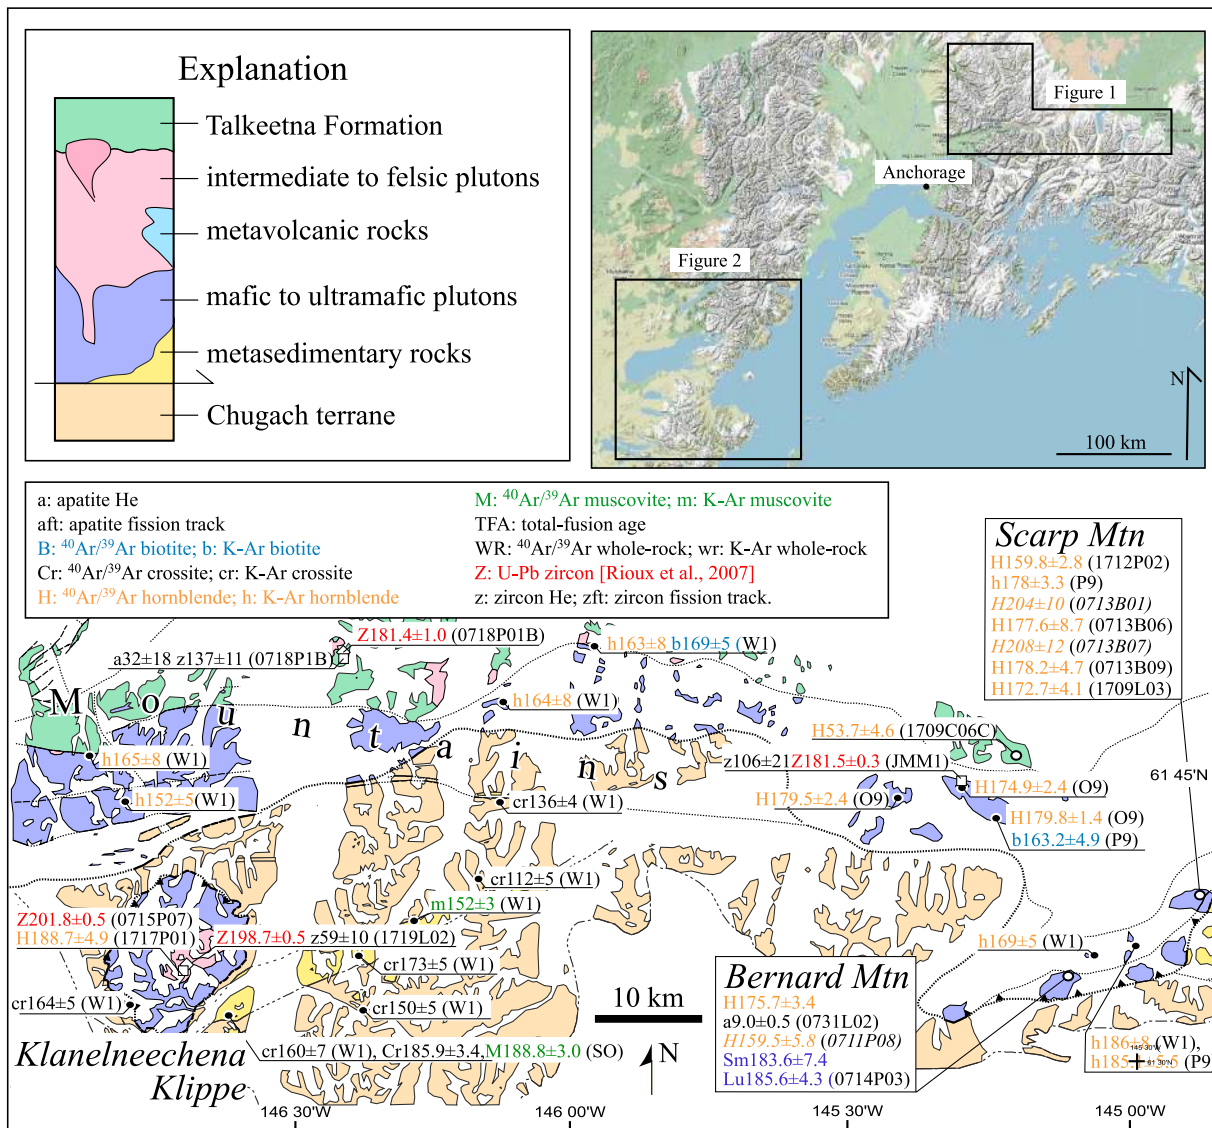 Explanation
Talkeetna Formation
intermediate to felsic plutons
metavolcanic rocks
mafic to ultramafic plutons
metasedimentary rocks
Chugach terrane
Figure 1
Anchorage
Figure 2
N
100 km
a: apatite He
aft: apatite fission track
B: ⁴⁰Ar/³⁹Ar biotite; b: K-Ar biotite
Cr: ⁴⁰Ar/³⁹Ar crossite; cr: K-Ar crossite
H: ⁴⁰Ar/³⁹Ar hornblende; h: K-Ar hornblende
M: ⁴⁰Ar/³⁹Ar muscovite; m: K-Ar muscovite
TFA: total-fusion age
WR: ⁴⁰Ar/³⁹Ar whole-rock; wr: K-Ar whole-rock
Z: U-Pb zircon [Rioux et al., 2007]
z: zircon He; zft: zircon fission track.
Scarp Mtn
H159.8±2.8 (1712P02)
h178±3.3 (P9)
H204±10 (0713B01)
H177.6±8.7 (0713B06)
H208±12 (0713B07)
H178.2±4.7 (0713B09)
H172.7±4.1 (1709L03)
Z181.4±1.0 (0718P01B)
a32±18 z137±11 (0718P1B)
h163±8 b169±5 (W1)
Mountains
h164±8 (W1)
h165±8 (W1)
h152±5 (W1)
H53.7±4.6 (1709C06C)
z106±21 Z181.5±0.3 (JMM1)
61 45'N
H179.5±2.4 (O9)
H174.9±2.4 (O9)
H179.8±1.4 (O9)
b163.2±4.9 (P9)
cr136±4 (W1)
cr112±5 (W1)
m152±3 (W1)
Z201.8±0.5 (0715P07)
H188.7±4.9 (1717P01)
Z198.7±0.5 z59±10 (1719L02)
cr173±5 (W1)
cr164±5 (W1)
cr150±5 (W1)
h169±5 (W1)
Bernard Mtn
H175.7±3.4
a9.0±0.5 (0731L02)
H159.5±5.8 (0711P08)
Sm183.6±7.4
Lu185.6±4.3 (0714P03)
10 km
N
Klanelneechena
Klippe
cr160±7 (W1), Cr185.9±3.4, M188.8±3.0 (SO)
h186±8 (W1),
145 30'W
61 30'N
146 30'W
146 00'W
145 30'W
145 00'W